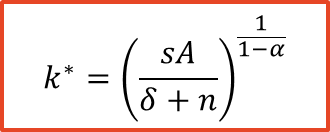 k* = (sA / (δ + n))^(1 / (1−α))